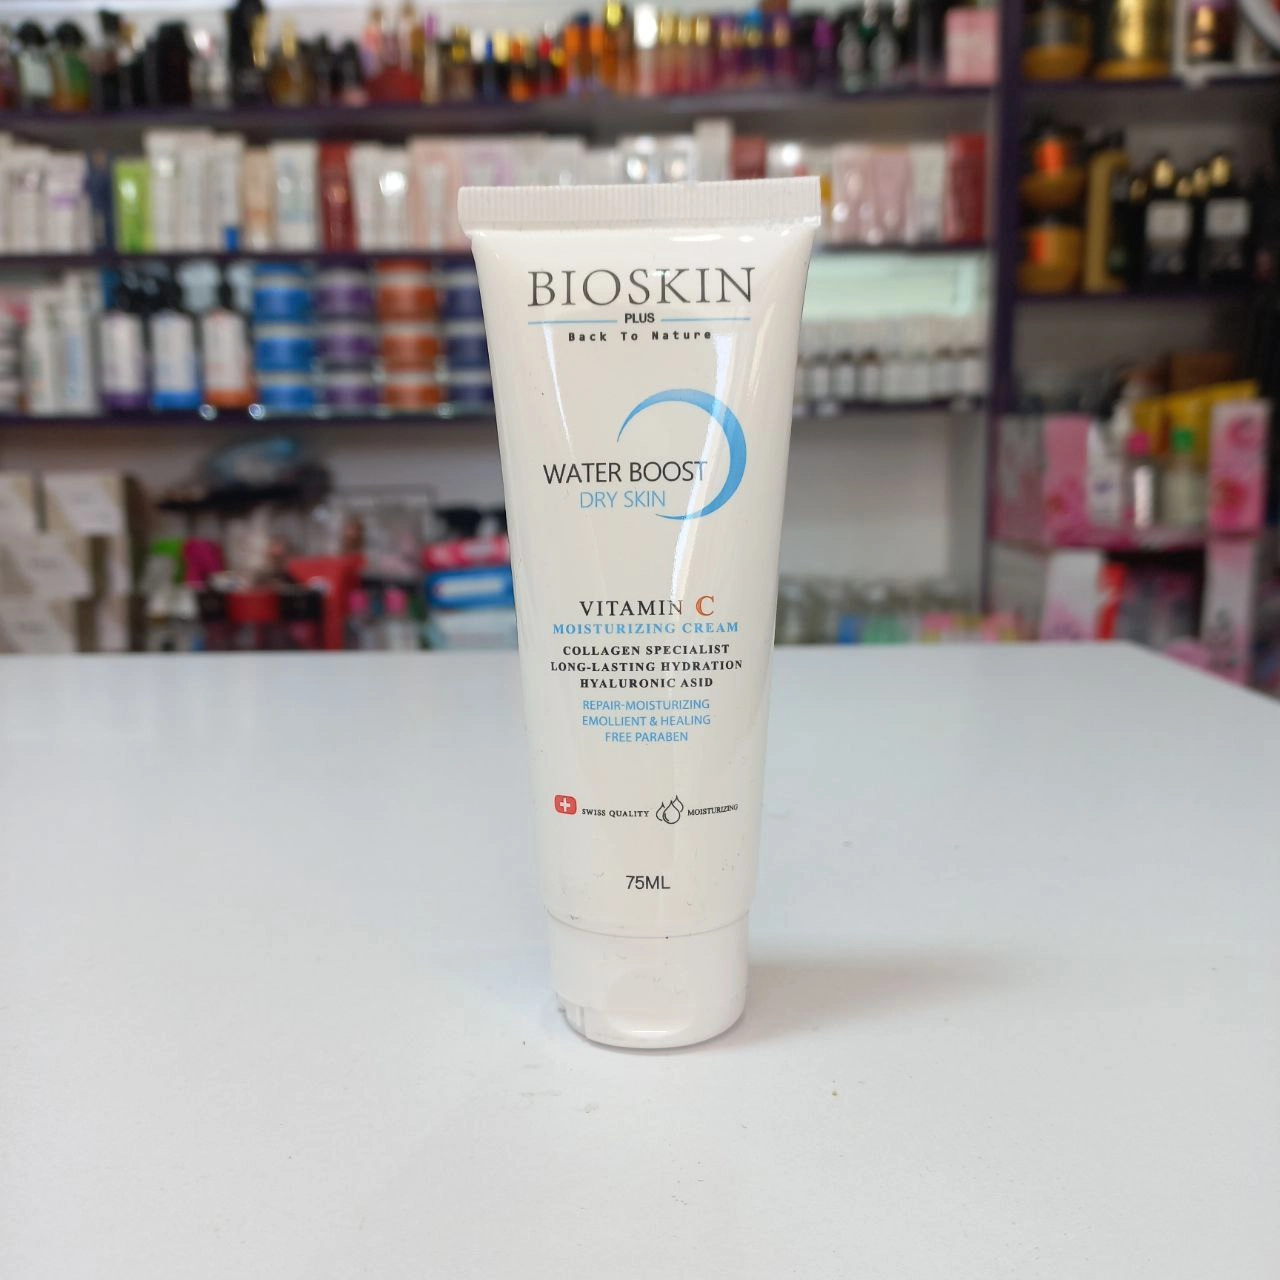 BIOSKIN
PLUS
Back To Nature
WATER BOOST
DRY SKIN
VITAMIN C
MOISTURIZING CREAM
COLLAGEN SPECIALIST
LONG-LASTING HYDRATION
HYALURONIC ASID
REPAIR-MOISTURIZING
EMOLLIENT & HEALING
FREE PARABEN
SWISS QUALITY MOISTURIZING
75ML